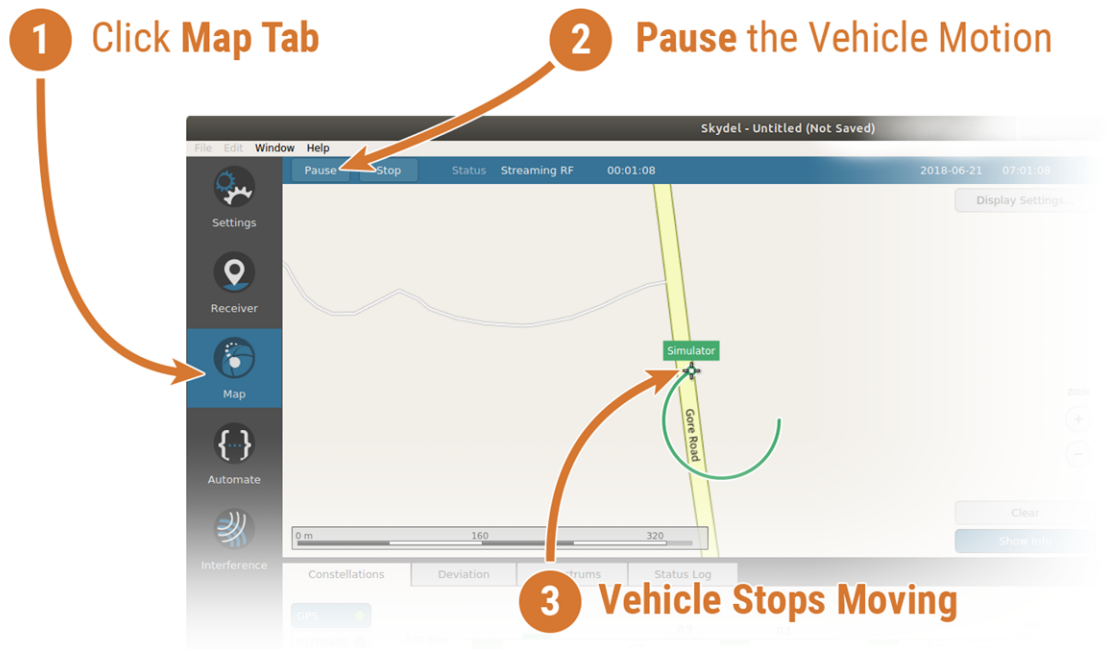 1 Click Map Tab
2 Pause the Vehicle Motion
Skydel - Untitled (Not Saved)
File Edit Window Help
Pause Stop Status Streaming RF 00:01:08 2018-06-21 07:01:08
Settings
Display Settings...
Receiver
Simulator
Map
Gore Road
zoom
+
−
Automate
Clear
0 m 160 320
Show Info
Interference
Constellations Deviation Status Log
3 Vehicle Stops Moving
GPS